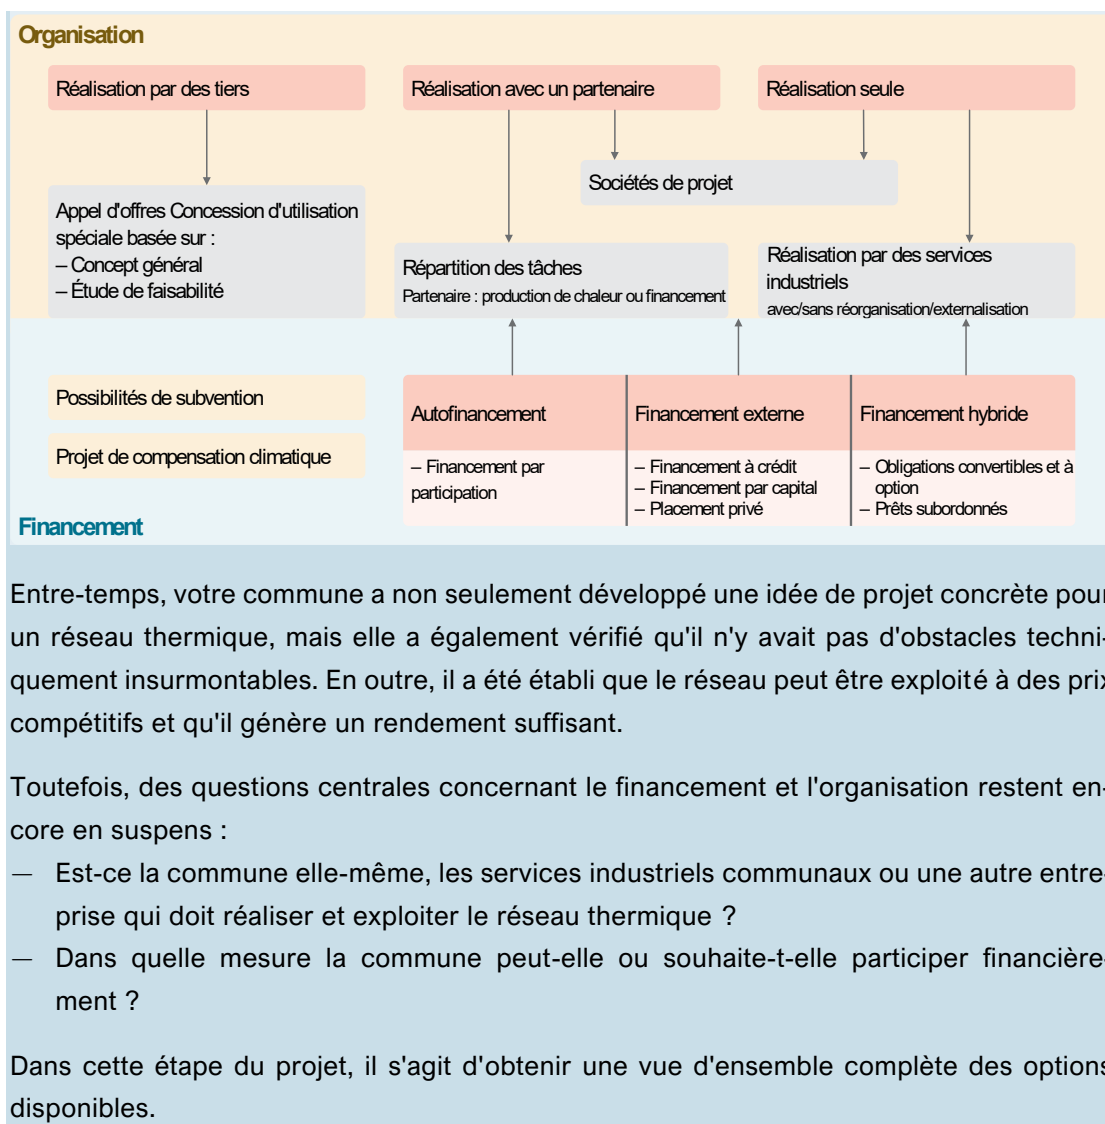 Organisation
Réalisation par des tiers
Réalisation avec un partenaire
Réalisation seule
Sociétés de projet
Appel d'offres Concession d'utilisation
spéciale basée sur :
– Concept général
– Étude de faisabilité
Répartition des tâches
Partenaire : production de chaleur ou financement
Réalisation par des services
industriels
avec/sans réorganisation/externalisation
Possibilités de subvention
Projet de compensation climatique
Autofinancement
– Financement par
participation
Financement externe
– Financement à crédit
– Financement par capital
– Placement privé
Financement hybride
– Obligations convertibles et à
option
– Prêts subordonnés
Financement
Entre-temps, votre commune a non seulement développé une idée de projet concrète pour
un réseau thermique, mais elle a également vérifié qu'il n'y avait pas d'obstacles techni-
quement insurmontables. En outre, il a été établi que le réseau peut être exploité à des prix
compétitifs et qu'il génère un rendement suffisant.
Toutefois, des questions centrales concernant le financement et l'organisation restent en-
core en suspens :
— Est-ce la commune elle-même, les services industriels communaux ou une autre entre-
prise qui doit réaliser et exploiter le réseau thermique ?
— Dans quelle mesure la commune peut-elle ou souhaite-t-elle participer financière-
ment ?
Dans cette étape du projet, il s'agit d'obtenir une vue d'ensemble complète des options
disponibles.